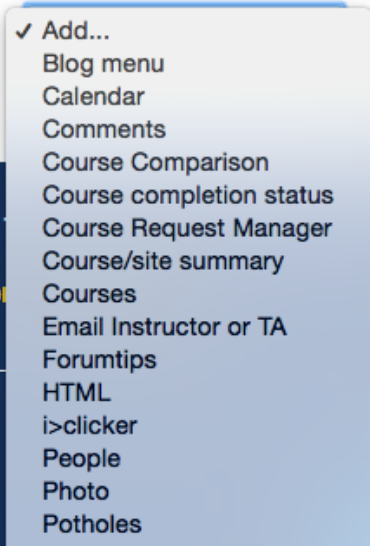 ✓ Add...
Blog menu
Calendar
Comments
Course Comparison
Course completion status
Course Request Manager
Course/site summary
Courses
Email Instructor or TA
Forumtips
HTML
i>clicker
People
Photo
Potholes